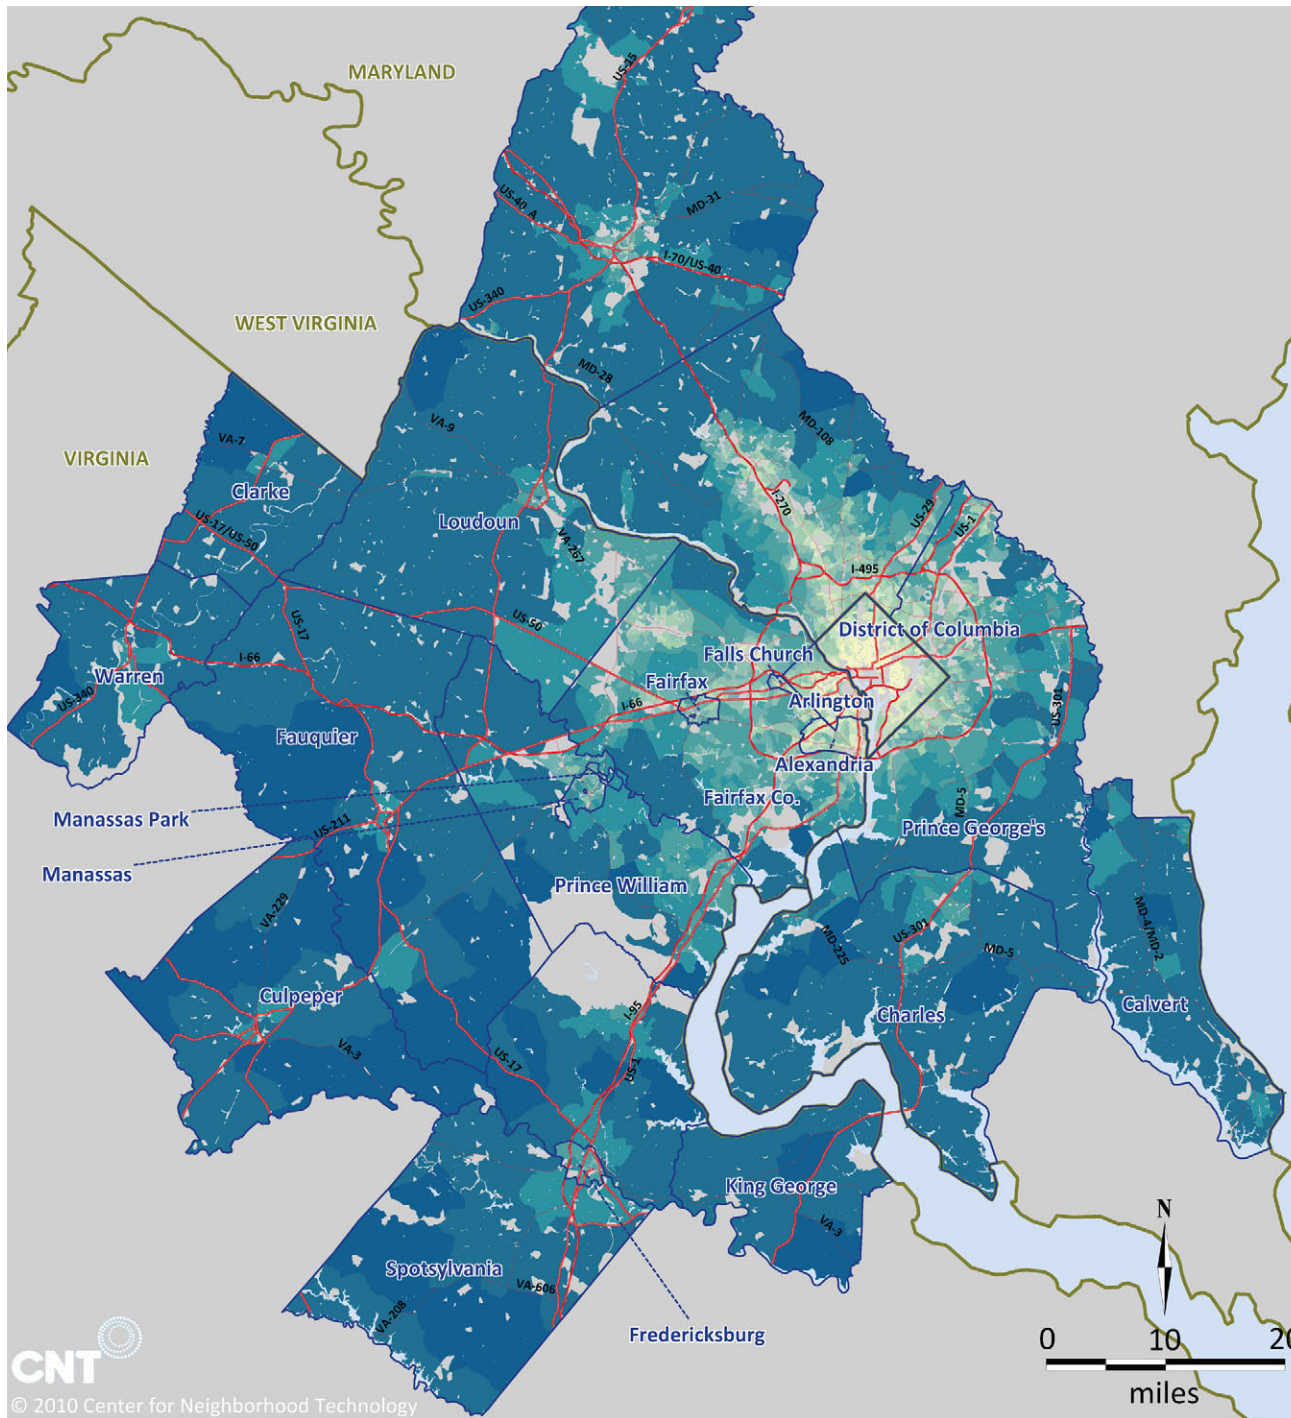 MARYLAND
US-15
US-40 A
MD-31
I-70/US-40
US-340
WEST VIRGINIA
MD-28
VA-9
MD-108
VA-7
VIRGINIA
Clarke
Loudoun
I-270
US-29
US-1
US-17/US-50
VA-267
I-495
US-50
US-17
District of Columbia
Falls Church
I-66
Warren
Fairfax
US-340
I-66
Arlington
US-301
Fauquier
Alexandria
Fairfax Co.
MD-5
Manassas Park
US-211
Prince George's
Manassas
Prince William
VA-229
US-301
MD-225
MD-5
MD-4/MD-2
Culpeper
Calvert
Charles
I-95
VA-3
US-17
US-1
King George
VA-3
N
Spotsylvania
VA-606
VA-208
Fredericksburg
0 10 20
miles
CNT
© 2010 Center for Neighborhood Technology